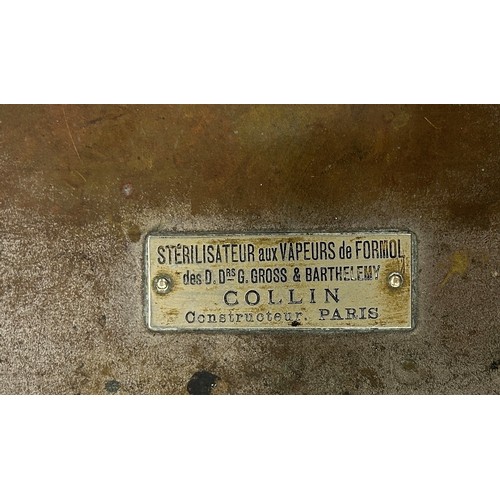 STÉRILISATEUR aux VAPEURS de FORMOL
des D. DRS G. GROSS & BARTHELEMY
COLLIN
Constructeur. PARIS